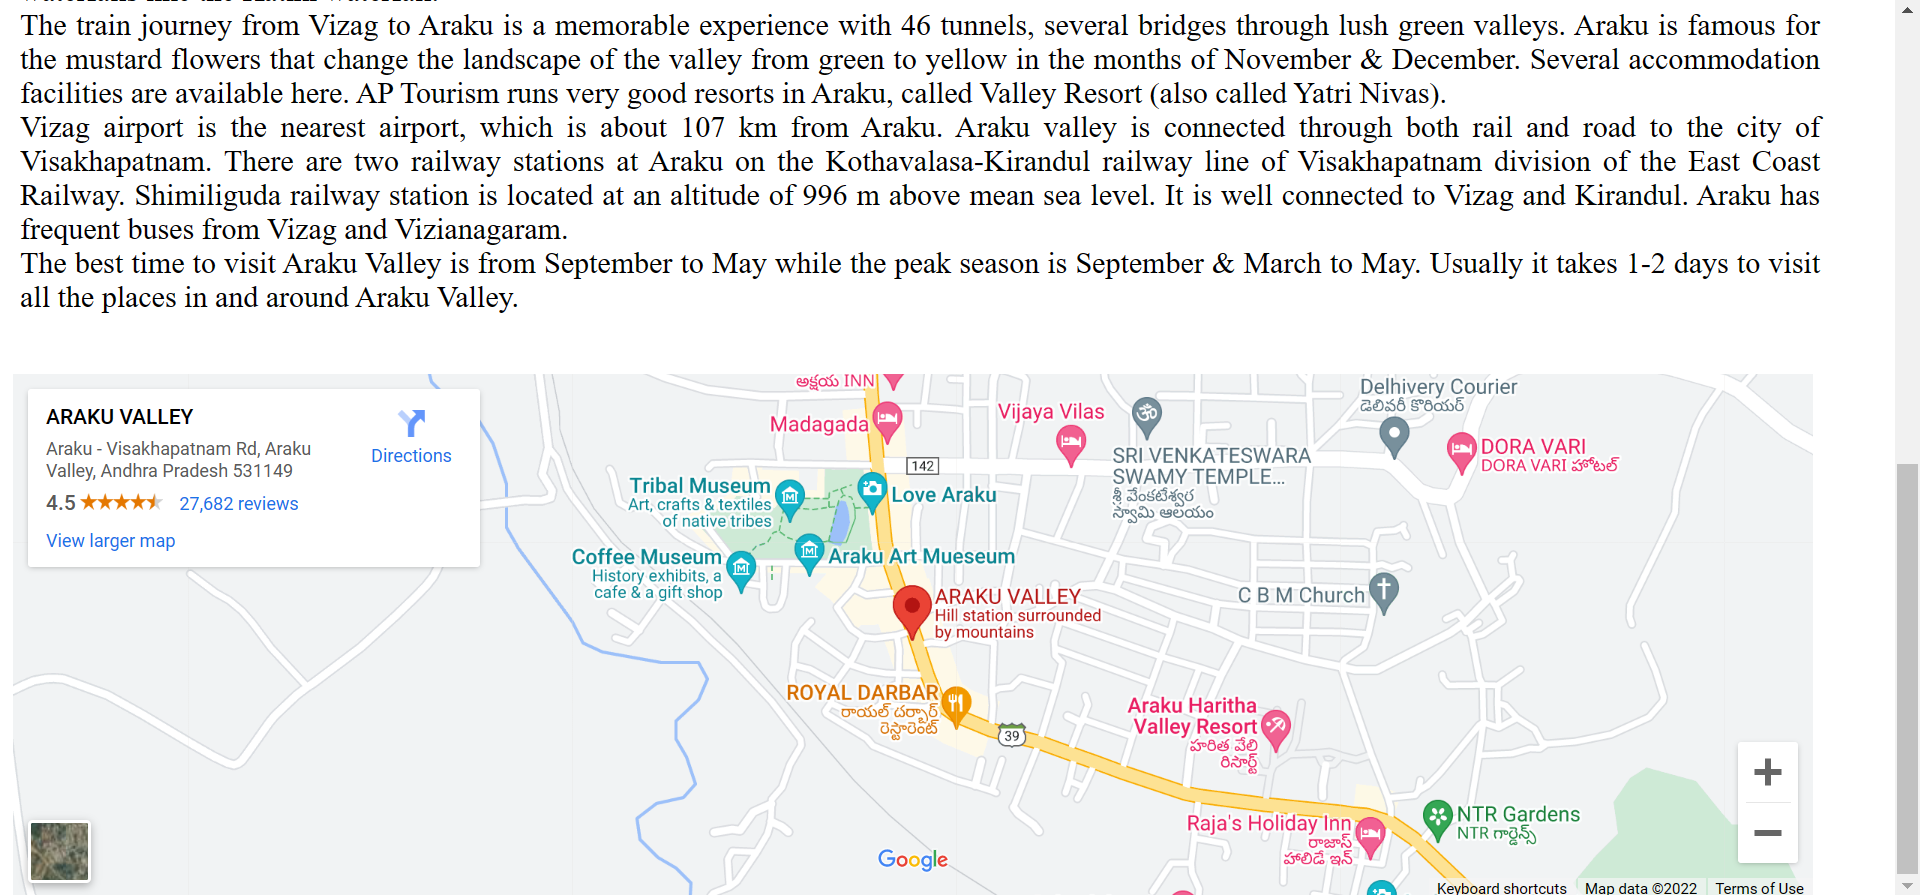 The train journey from Vizag to Araku is a memorable experience with 46 tunnels, several bridges through lush green valleys. Araku is famous for
the mustard flowers that change the landscape of the valley from green to yellow in the months of November & December. Several accommodation
facilities are available here. AP Tourism runs very good resorts in Araku, called Valley Resort (also called Yatri Nivas).
Vizag airport is the nearest airport, which is about 107 km from Araku. Araku valley is connected through both rail and road to the city of
Visakhapatnam. There are two railway stations at Araku on the Kothavalasa-Kirandul railway line of Visakhapatnam division of the East Coast
Railway. Shimiliguda railway station is located at an altitude of 996 m above mean sea level. It is well connected to Vizag and Kirandul. Araku has
frequent buses from Vizag and Vizianagaram.
The best time to visit Araku Valley is from September to May while the peak season is September & March to May. Usually it takes 1-2 days to visit
all the places in and around Araku Valley.
ARAKU VALLEY
Directions
Araku - Visakhapatnam Rd, Araku
Valley, Andhra Pradesh 531149
4.5 27,682 reviews
View larger map
అక్షయ INN
Madagada
Vijaya Vilas
Delhivery Courier
డెలివరీ కొరియర్
142
SRI VENKATESWARA
SWAMY TEMPLE...
శ్రీ వేంకటేశ్వర
స్వామి ఆలయం
DORA VARI
DORA VARI హోటల్
Tribal Museum
Art, crafts & textiles
of native tribes
Love Araku
Coffee Museum
History exhibits, a
cafe & a gift shop
Araku Art Mueseum
ARAKU VALLEY
Hill station surrounded
by mountains
C B M Church
ROYAL DARBAR
రాయల్ దర్బార్
రెస్టారెంట్
39
Araku Haritha
Valley Resort
హరిత వేలి
రిసార్ట్
Raja's Holiday Inn
రాజాస్
హాలిడే ఇన్
NTR Gardens
NTR గార్డెన్స్
Google
Keyboard shortcuts Map data ©2022 Terms of Use